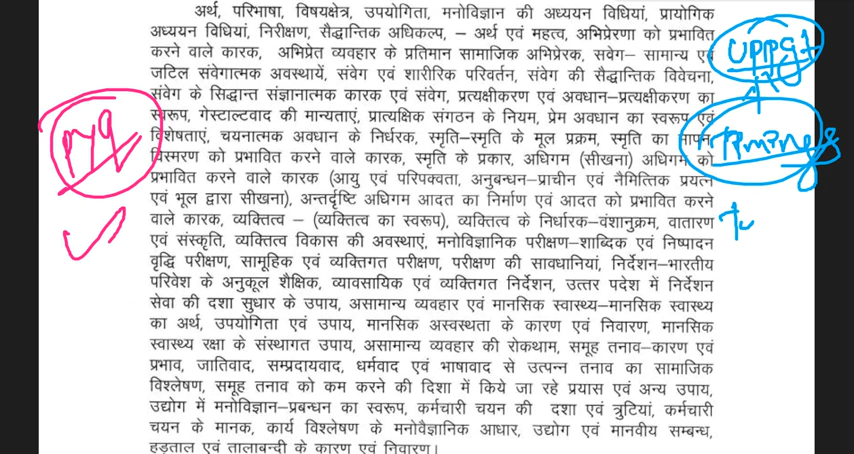 अर्थ, परिभाषा, विषयक्षेत्र, उपयोगिता, मनोविज्ञान की अध्ययन विधियां, प्रायोगिक
अध्ययन विधियां, निरीक्षण, सैद्धान्तिक अधिकल्प, – अर्थ एवं महत्व, अभिप्रेरणा को प्रभावित
करने वाले कारक, अभिप्रेत व्यवहार के प्रतिमान सामाजिक अभिप्रेरक, सवेग– सामान्य एवं
जटिल संवेगात्मक अवस्थायें, संवेग एवं शारीरिक परिवर्तन, संवेग की सैद्धान्तिक विवेचना,
संवेग के सिद्धान्त संज्ञानात्मक कारक एवं संवेग, प्रत्यक्षीकरण एवं अवधान–प्रत्यक्षीकरण का
स्वरूप, गेस्टाल्टवाद की मान्यताएं, प्रात्यक्षिक संगठन के नियम, प्रेम अवधान का स्वरूप एवं
विशेषताएं, चयनात्मक अवधान के निर्धरक, स्मृति–स्मृति के मूल प्रक्रम, स्मृति का मापन
विस्मरण को प्रभावित करने वाले कारक, स्मृति के प्रकार, अधिगम (सीखना) अधिगम को
प्रभावित करने वाले कारक (आयु एवं परिपक्वता, अनुबन्धन–प्राचीन एवं नैमित्तिक प्रयत्न
एवं भूल द्वारा सीखना), अन्तर्दृष्टि अधिगम आदत का निर्माण एवं आदत को प्रभावित करने
वाले कारक, व्यक्तित्व – (व्यक्तित्व का स्वरूप), व्यक्तित्व के निर्धारक–वंशानुक्रम, वातारण
एवं संस्कृति, व्यक्तित्व विकास की अवस्थाएं, मनोविज्ञानिक परीक्षण–शाब्दिक एवं निष्पादन
वृद्धि परीक्षण, सामूहिक एवं व्यक्तिगत परीक्षण, परीक्षण की सावधानियां, निर्देशन–भारतीय
परिवेश के अनुकूल शैक्षिक, व्यावसायिक एवं व्यक्तिगत निर्देशन, उत्तर पदेश में निर्देशन
सेवा की दशा सुधार के उपाय, असामान्य व्यवहार एवं मानसिक स्वास्थ्य–मानसिक स्वास्थ्य
का अर्थ, उपयोगिता एवं उपाय, मानसिक अस्वस्थता के कारण एवं निवारण, मानसिक
स्वास्थ्य रक्षा के संस्थागत उपाय, असामान्य व्यवहार की रोकथाम, समूह तनाव–कारण एवं
प्रभाव, जातिवाद, सम्प्रदायवाद, धर्मवाद एवं भाषावाद से उत्पन्न तनाव का सामाजिक
विश्लेषण, समूह तनाव को कम करने की दिशा में किये जा रहे प्रयास एवं अन्य उपाय,
उद्योग में मनोविज्ञान–प्रबन्धन का स्वरूप, कर्मचारी चयन की दशा एवं त्रुटियां, कर्मचारी
चयन के मानक, कार्य विश्लेषण के मनोवैज्ञानिक आधार, उद्योग एवं मानवीय सम्बन्ध,
हड़ताल एवं तालाबन्दी के कारण एवं निवारण।
pyq